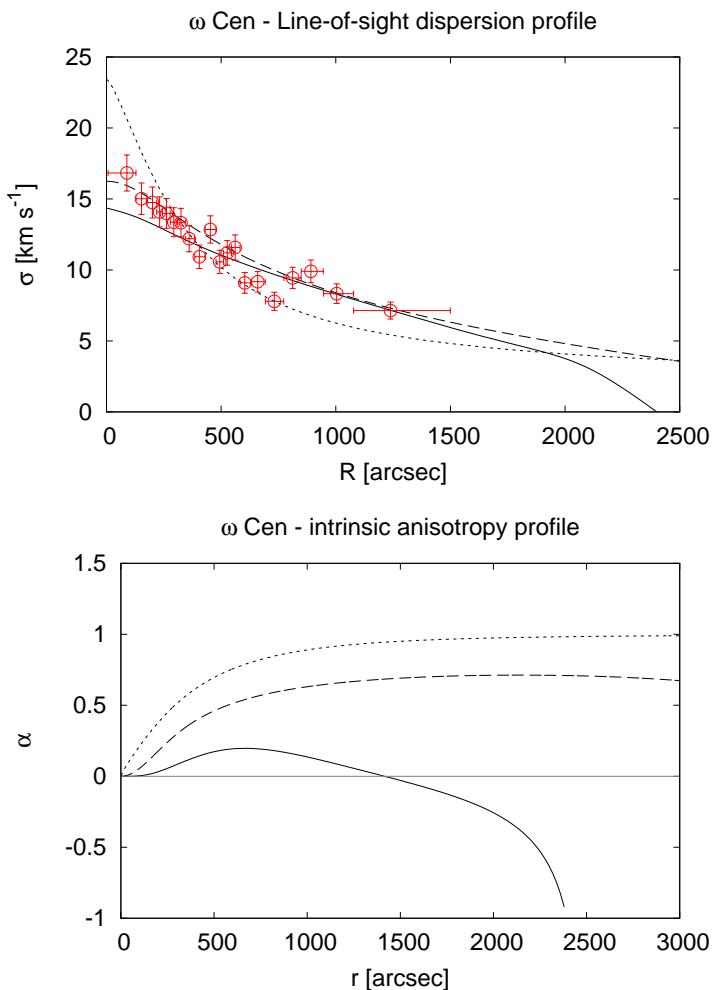 ω Cen - Line-of-sight dispersion profile
25
20
15
10
5
0
σ [km s⁻¹]
0 500 1000 1500 2000 2500
R [arcsec]
ω Cen - intrinsic anisotropy profile
1.5
1
0.5
0
-0.5
-1
α
0 500 1000 1500 2000 2500 3000
r [arcsec]